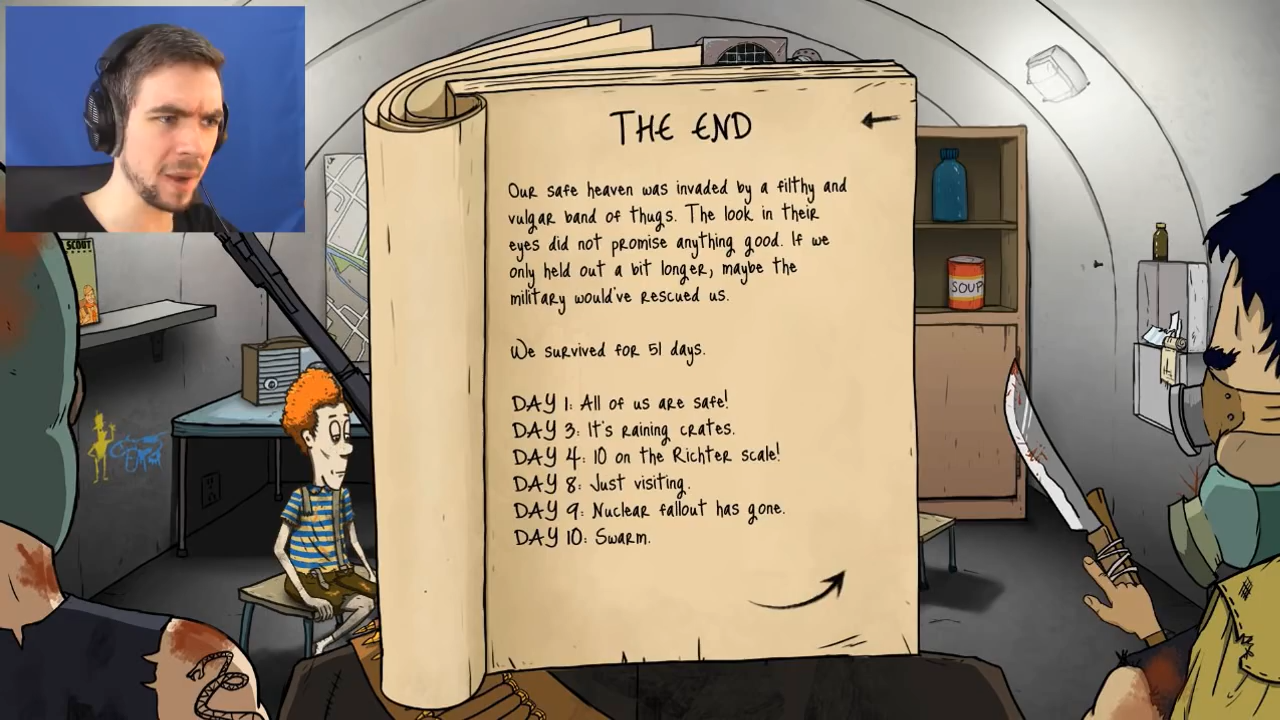 THE END
Our safe heaven was invaded by a filthy and
vulgar band of thugs. The look in their
eyes did not promise anything good. If we
only held out a bit longer, maybe the
military would've rescued us.
We survived for 51 days.
DAY 1: All of us are safe!
DAY 3: It's raining crates.
DAY 4: 10 on the Richter scale!
DAY 8: Just visiting.
DAY 9: Nuclear fallout has gone.
DAY 10: Swarm.
SCOUT
SOUP